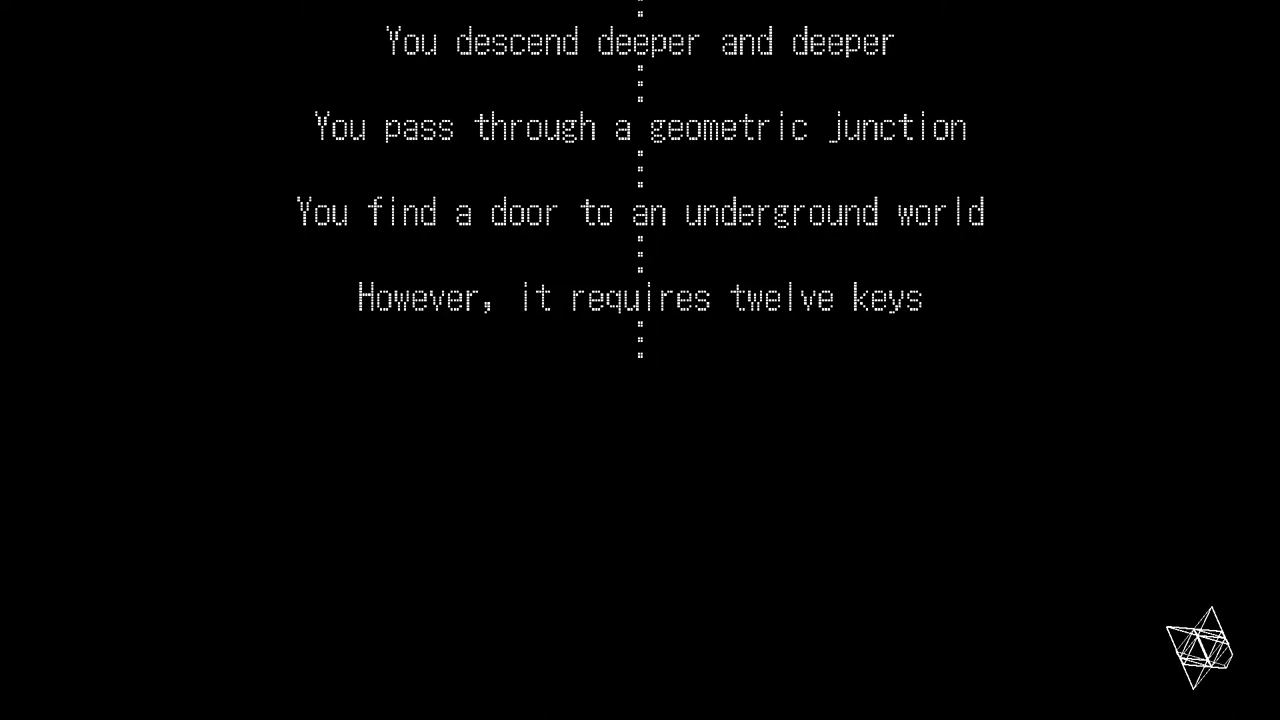 You descend deeper and deeper
You pass through a geometric junction
You find a door to an underground world
However, it requires twelve keys